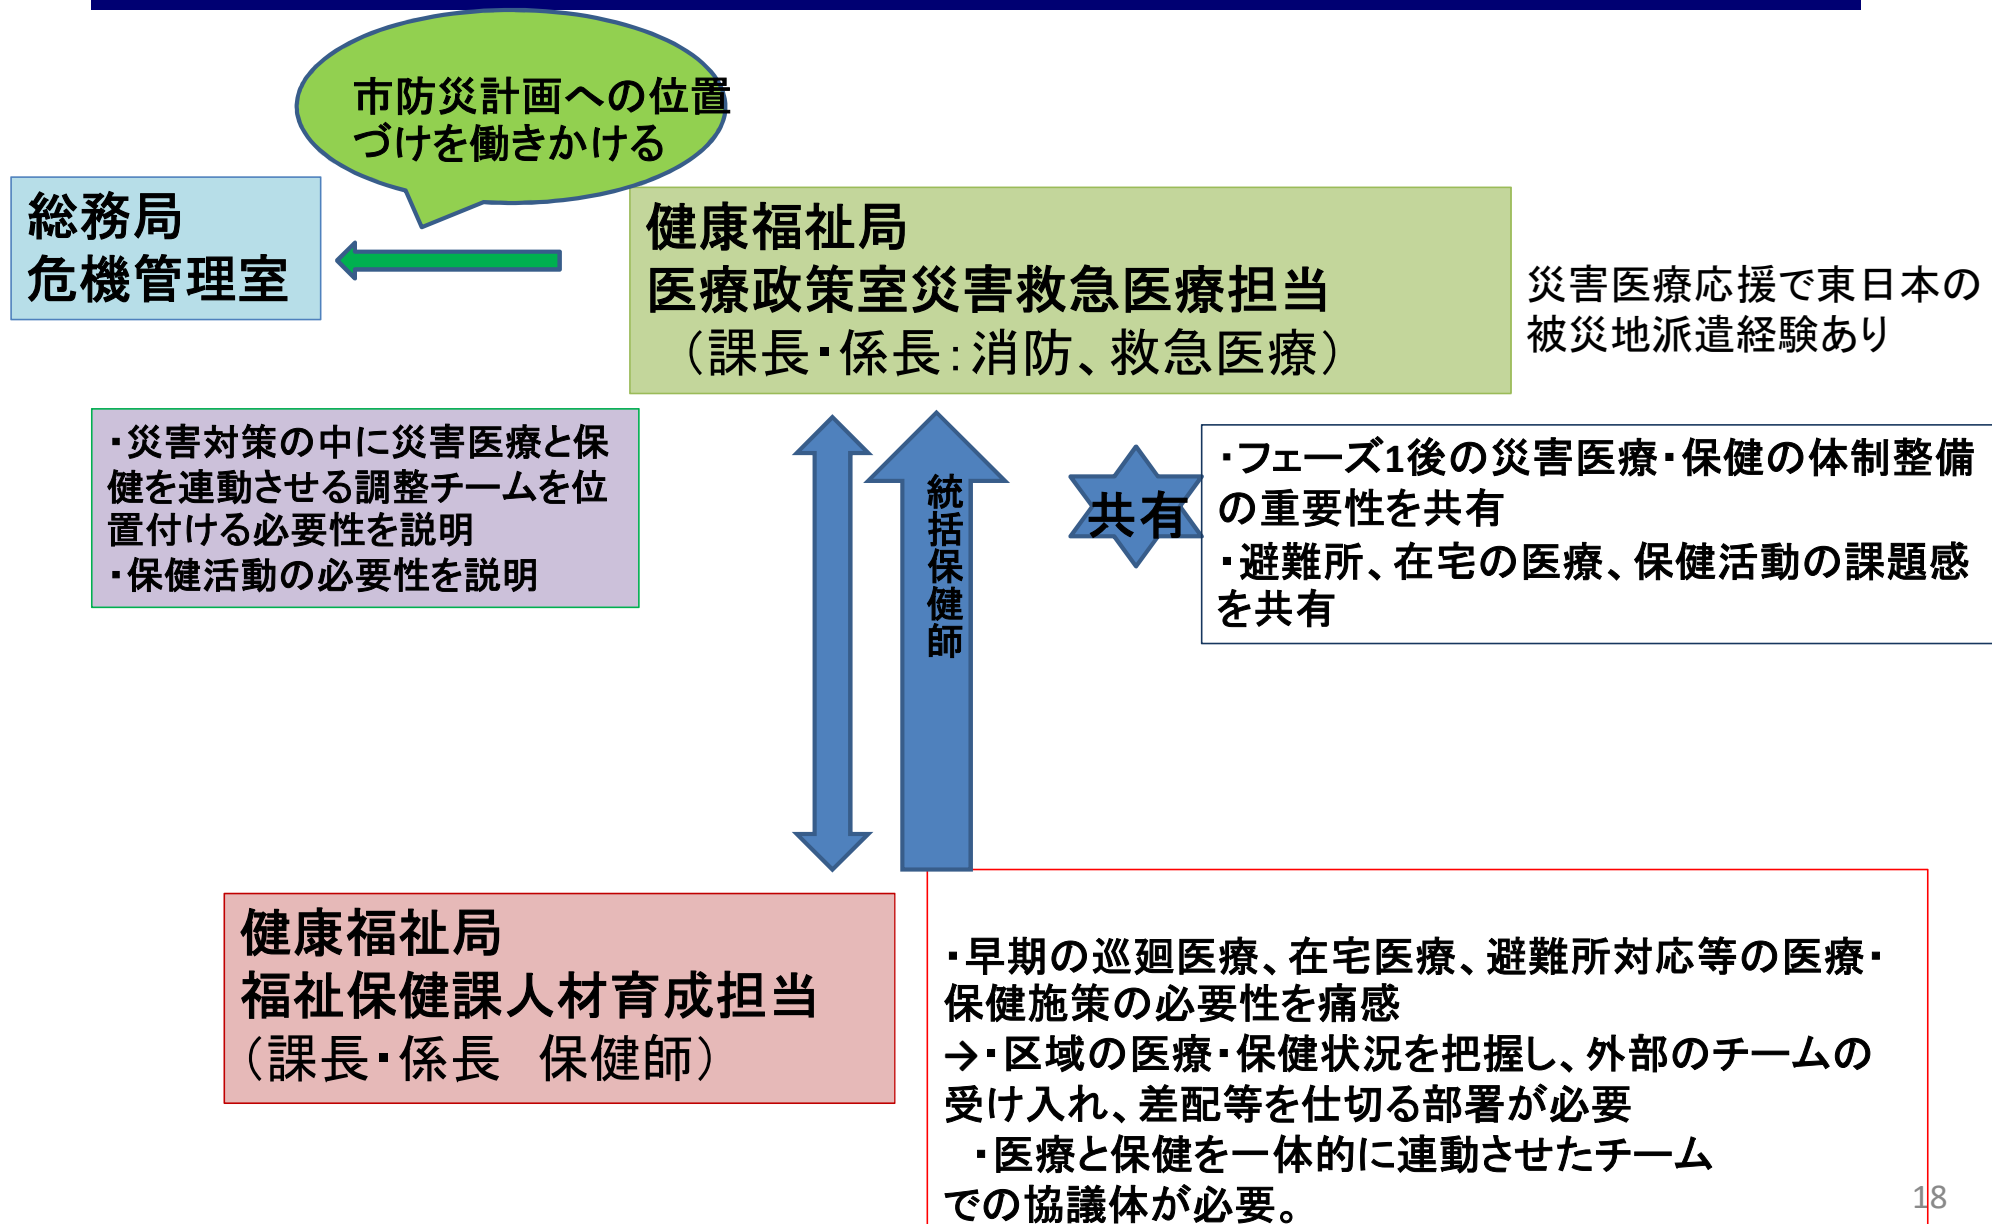 市防災計画への位置
づけを働きかける
総務局
危機管理室
健康福祉局
医療政策室災害救急医療担当
（課長・係長：消防、救急医療）
災害医療応援で東日本の
被災地派遣経験あり
・災害対策の中に災害医療と保
健を連動させる調整チームを位
置付ける必要性を説明
・保健活動の必要性を説明
統括保健師
共有
・フェーズ1後の災害医療・保健の体制整備
の重要性を共有
・避難所、在宅の医療、保健活動の課題感
を共有
健康福祉局
福祉保健課人材育成担当
（課長・係長　保健師）
・早期の巡廻医療、在宅医療、避難所対応等の医療・
保健施策の必要性を痛感
→・区域の医療・保健状況を把握し、外部のチームの
受け入れ、差配等を仕切る部署が必要
・医療と保健を一体的に連動させたチーム
での協議体が必要。
18